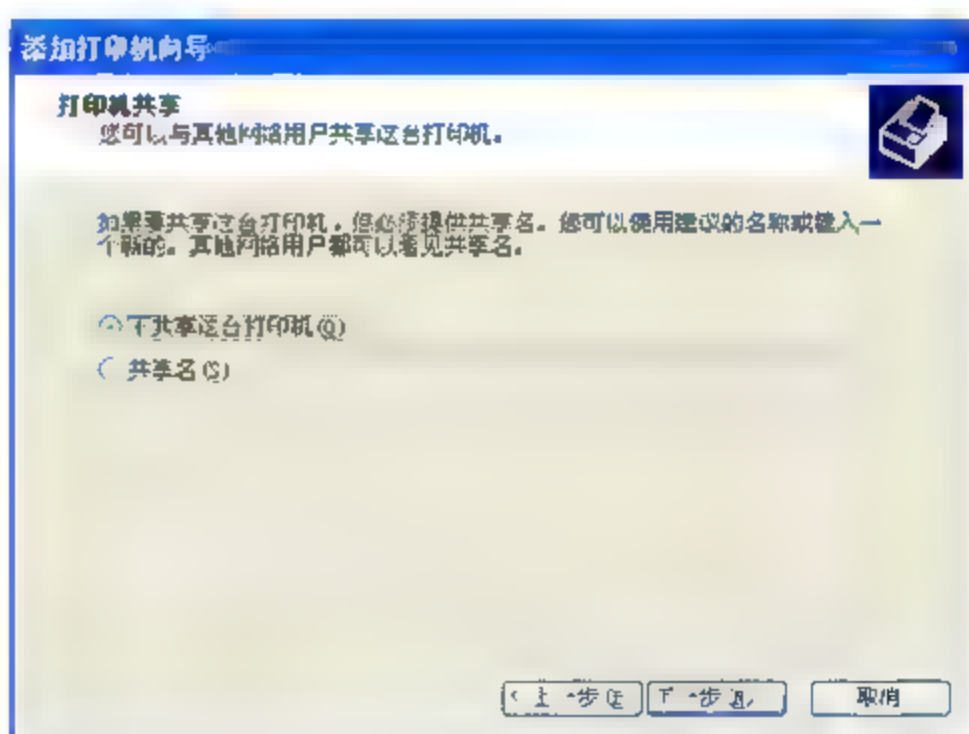 添加打印机向导
打印机共享
您可以与其他网络用户共享这台打印机。
如果要共享这台打印机，但必须提供共享名。您可以使用建议的名称或键入一
个新的。其他网络用户都可以看见共享名。
不共享这台打印机(O)
共享名(S)
<上一步(B) 下一步(N)> 取消